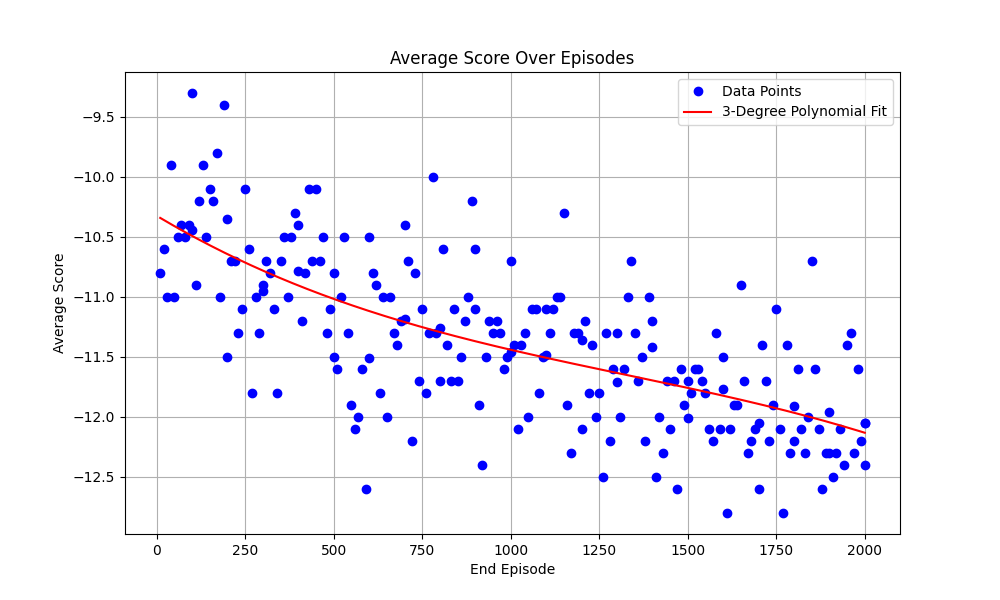 Average Score Over Episodes
Data Points
3-Degree Polynomial Fit
Average Score
−9.5
−10.0
−10.5
−11.0
−11.5
−12.0
−12.5
0 250 500 750 1000 1250 1500 1750 2000
End Episode